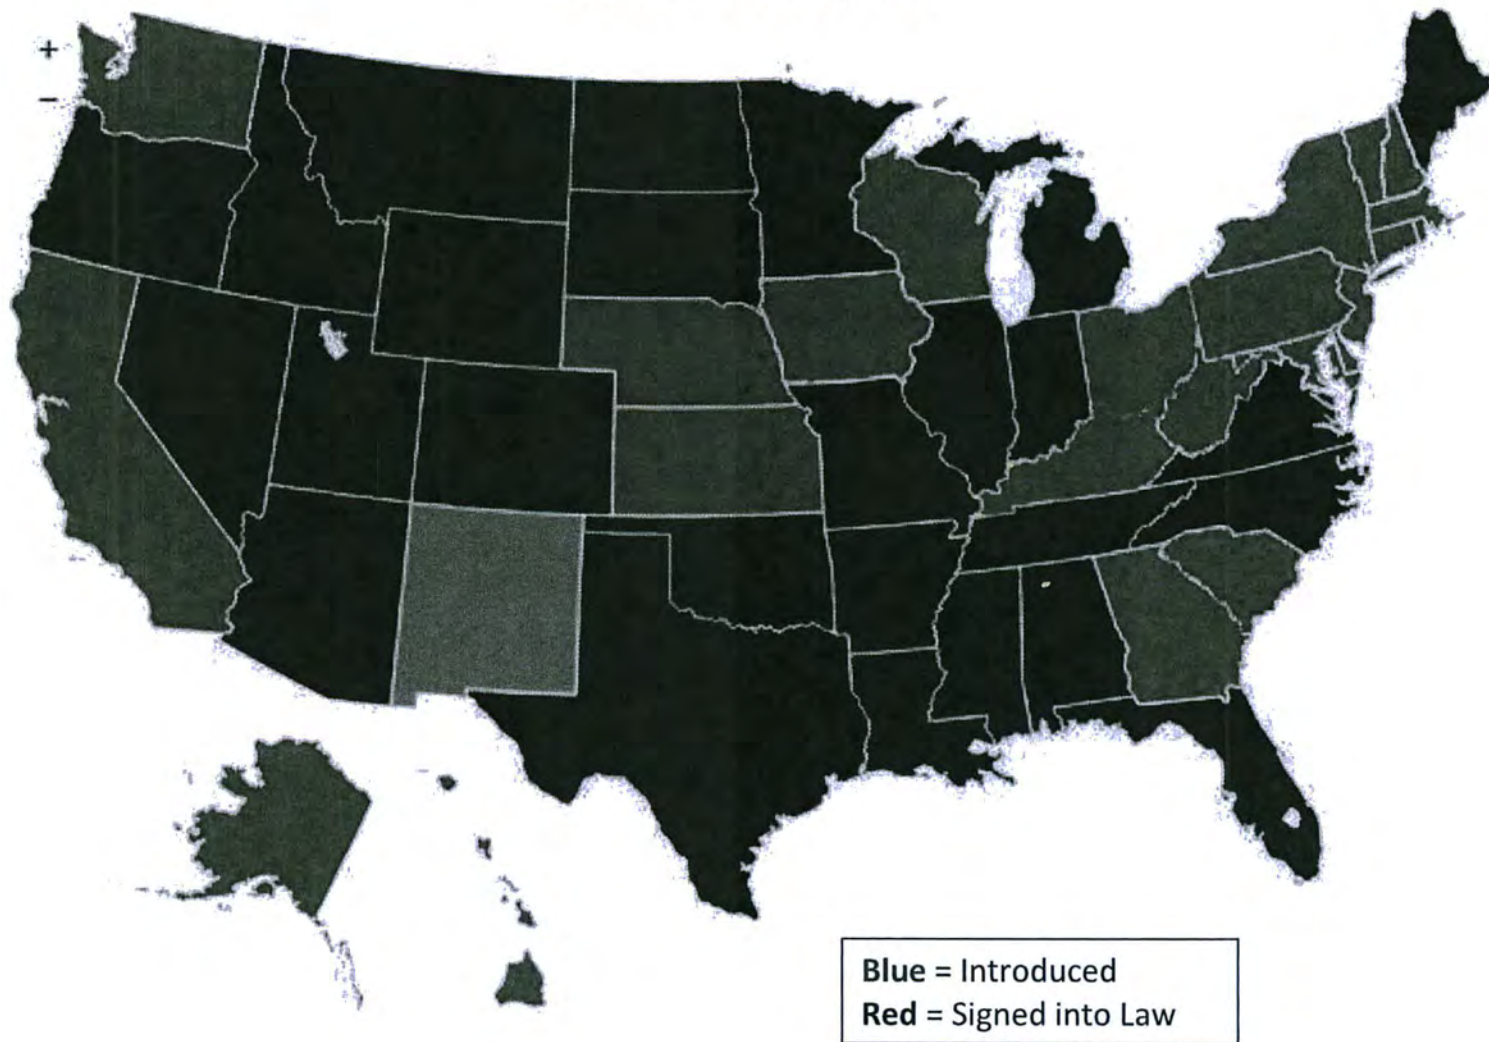 +
−
Blue = Introduced
Red = Signed into Law